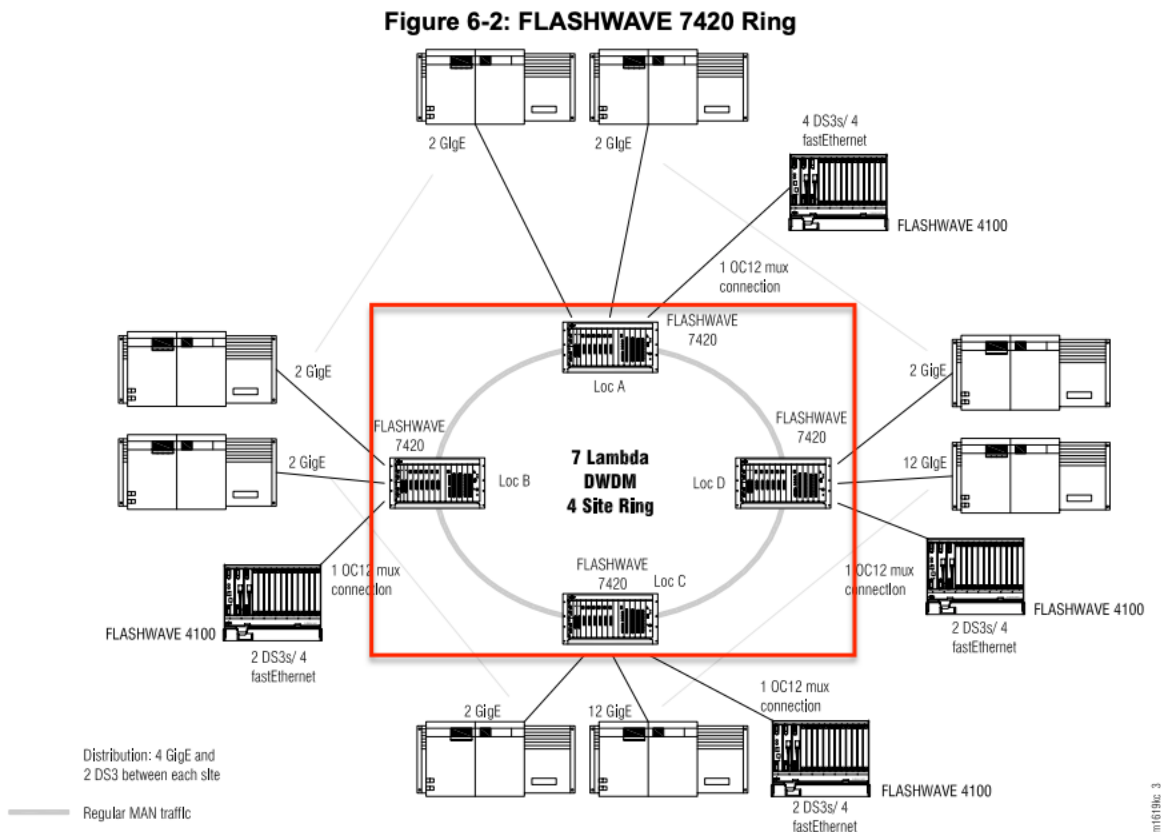 Figure 6-2: FLASHWAVE 7420 Ring
2 GIgE
2 GIgE
4 DS3s/ 4
fastEthernet
FLASHWAVE 4100
1 OC12 mux
connection
FLASHWAVE
7420
Loc A
2 GigE
2 GigE
FLASHWAVE
7420
Loc B
7 Lambda
DWDM
4 Site Ring
FLASHWAVE
7420
Loc D
2 GigE
12 GIgE
1 OC12 mux
connectIon
FLASHWAVE 4100
2 DS3s/ 4
fastEthernet
FLASHWAVE
7420
Loc C
1 OC12 mux
connectIon
FLASHWAVE 4100
2 DS3s/ 4
fastEthernet
2 GigE
12 GigE
1 OC12 mux
connection
FLASHWAVE 4100
2 DS3s/ 4
fastEthernet
Distribution: 4 GigE and
2 DS3 between each sIte
Regular MAN traffIc
m1619kc_3